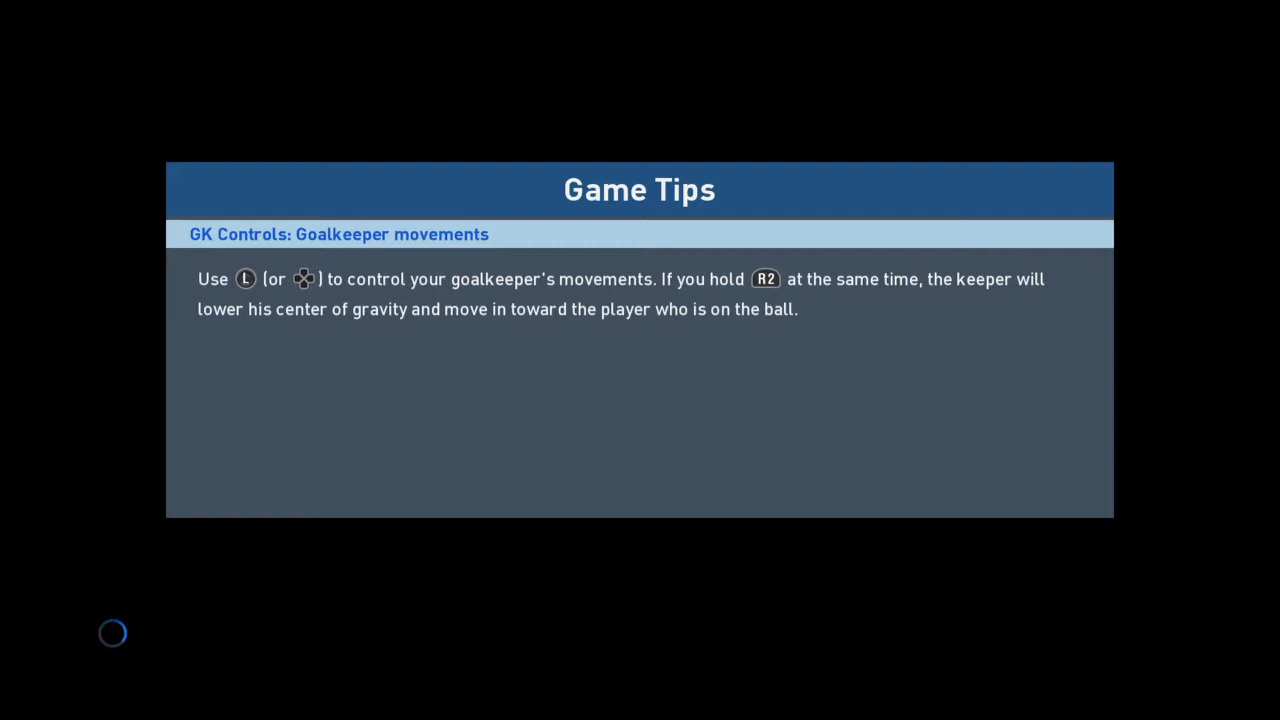 Game Tips
GK Controls: Goalkeeper movements
Use L (or ) to control your goalkeeper's movements. If you hold R2 at the same time, the keeper will
lower his center of gravity and move in toward the player who is on the ball.